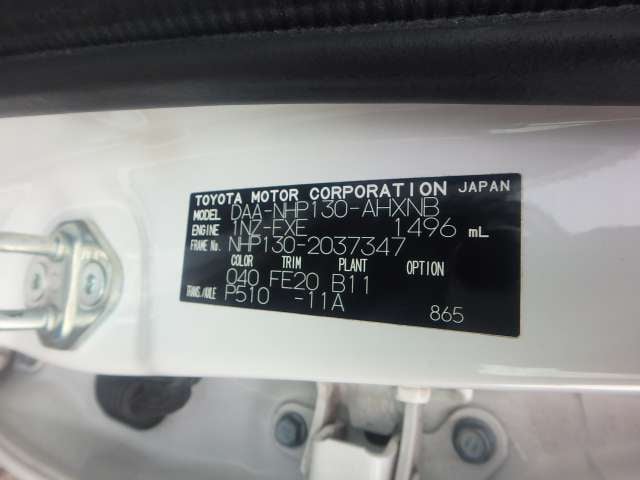 TOYOTA MOTOR CORPORATION JAPAN
MODEL DAA-NHP130-AHXNB
ENGINE 1NZ-FXE 1496 mL
FRAME No. NHP130-2037347
COLOR TRIM PLANT OPTION
040 FE20 B11
TRANS./AXLE P510 -11A
865